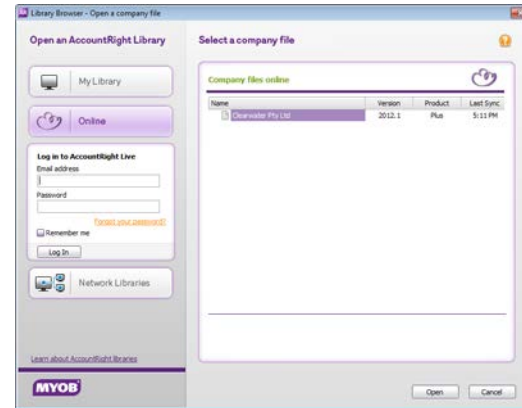 Library Browser - Open a company file
Open an AccountRight Library
My Library
Online
Log in to AccountRight Live
Email address
Password
Forgot your password?
Remember me
Log In
Network Libraries
Learn about AccountRight libraries
MYOB
Select a company file
Company files online
Name Version Product Last Sync
Clearwater Pty Ltd 2012.1 Plus 5:11 PM
Open Cancel